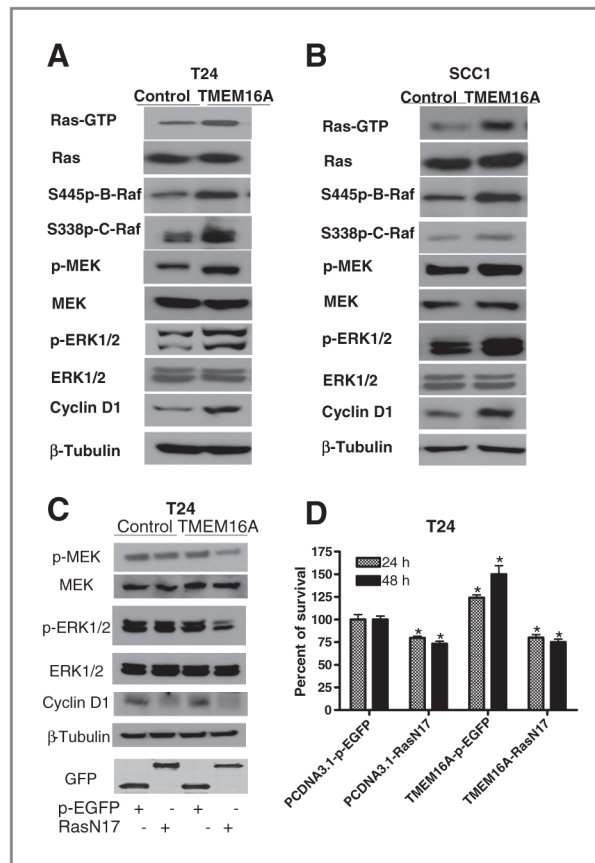 A
T24
Control TMEM16A
Ras-GTP
Ras
S445p-B-Raf
S338p-C-Raf
p-MEK
MEK
p-ERK1/2
ERK1/2
Cyclin D1
β-Tubulin
B
SCC1
Control TMEM16A
Ras-GTP
Ras
S445p-B-Raf
S338p-C-Raf
p-MEK
MEK
p-ERK1/2
ERK1/2
Cyclin D1
β-Tubulin
C
T24
Control TMEM16A
p-MEK
MEK
p-ERK1/2
ERK1/2
Cyclin D1
β-Tubulin
GFP
p-EGFP + - + -
RasN17 - + - +
D
T24
24 h
48 h
Percent of survival
175
150
125
100
75
50
25
0
* * * * * *
PCDNA3.1-p-EGFP
PCDNA3.1-RasN17
TMEM16A-p-EGFP
TMEM16A-RasN17